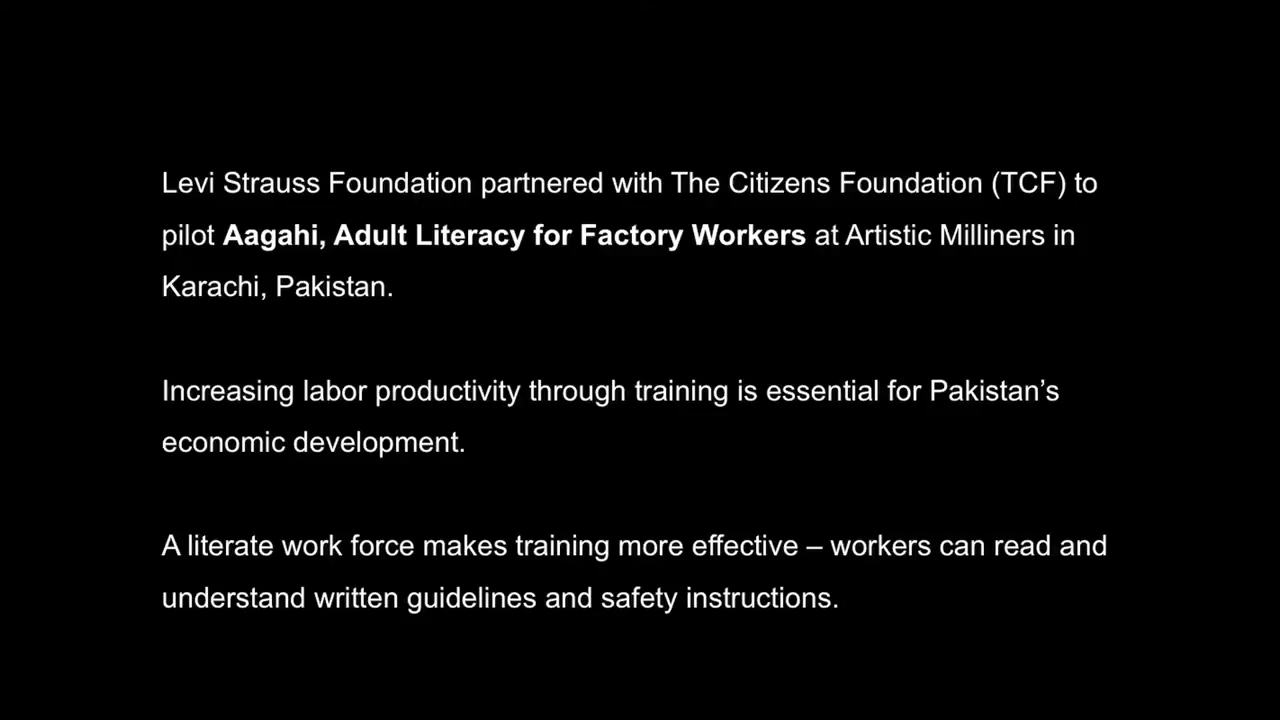 Levi Strauss Foundation partnered with The Citizens Foundation (TCF) to
pilot Aagahi, Adult Literacy for Factory Workers at Artistic Milliners in
Karachi, Pakistan.
Increasing labor productivity through training is essential for Pakistan’s
economic development.
A literate work force makes training more effective – workers can read and
understand written guidelines and safety instructions.